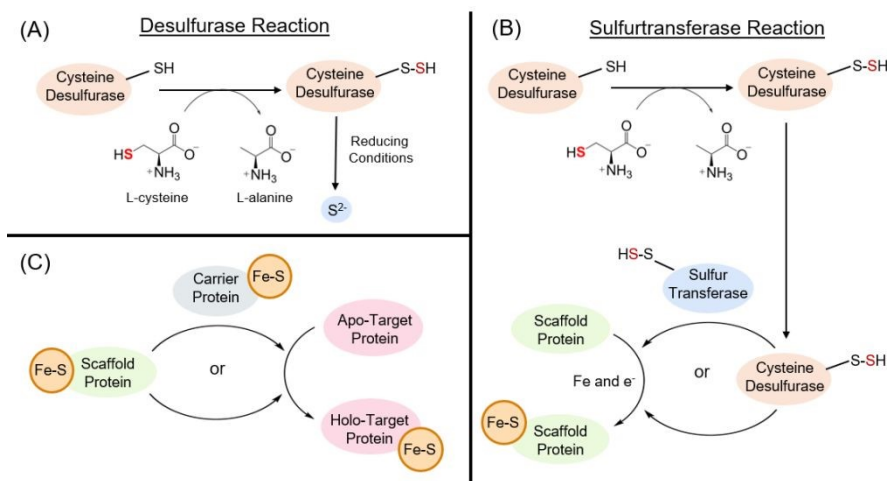 (A)
Desulfurase Reaction
Cysteine
Desulfurase
SH
Cysteine
Desulfurase
S-SH
HS
O
O⁻
⁺NH₃
L-cysteine
O
O⁻
⁺NH₃
L-alanine
Reducing
Conditions
S²⁻
(B)
Sulfurtransferase Reaction
Cysteine
Desulfurase
SH
Cysteine
Desulfurase
S-SH
HS
O
O⁻
⁺NH₃
O
O⁻
⁺NH₃
HS-S
Sulfur
Transferase
Scaffold
Protein
Fe and e⁻
or
Cysteine
Desulfurase
S-SH
Fe-S
Scaffold
Protein
(C)
Carrier
Protein
Fe-S
Fe-S
Scaffold
Protein
or
Apo-Target
Protein
Holo-Target
Protein
Fe-S